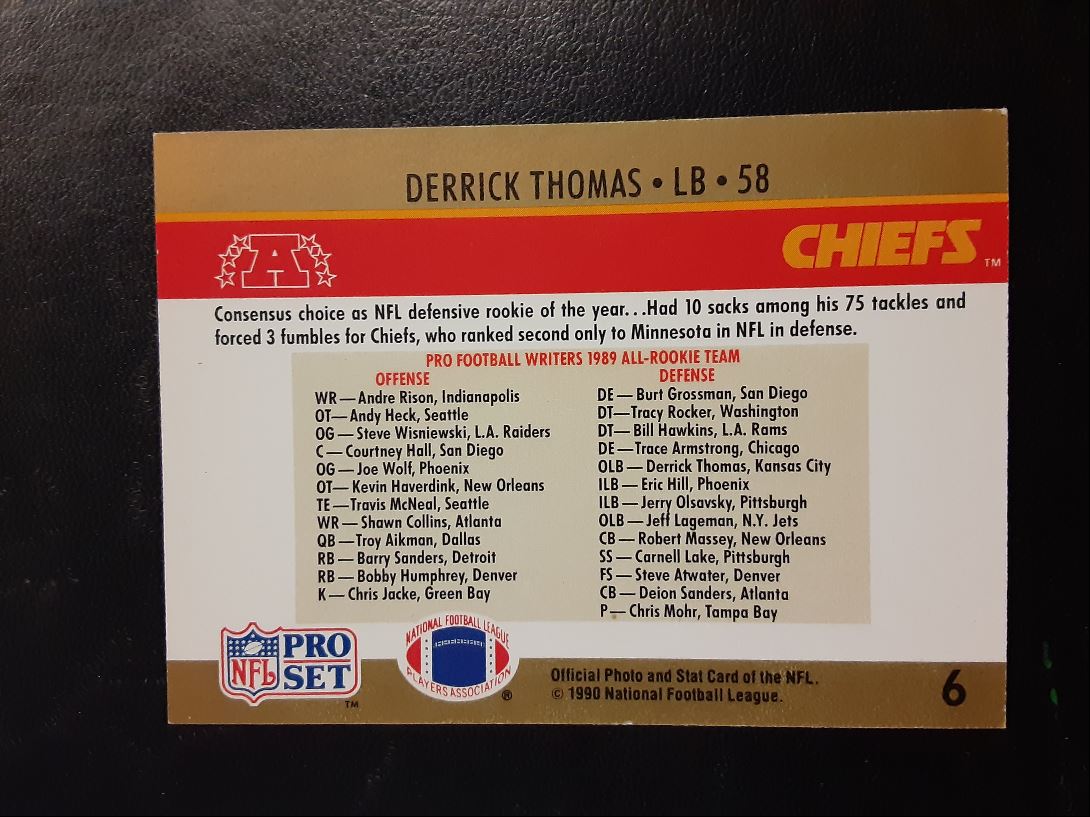 DERRICK THOMAS • LB • 58
A
CHIEFS TM
Consensus choice as NFL defensive rookie of the year...Had 10 sacks among his 75 tackles and
forced 3 fumbles for Chiefs, who ranked second only to Minnesota in NFL in defense.
PRO FOOTBALL WRITERS 1989 ALL-ROOKIE TEAM
OFFENSE
WR — Andre Rison, Indianapolis
OT— Andy Heck, Seattle
OG — Steve Wisniewski, L.A. Raiders
C — Courtney Hall, San Diego
OG — Joe Wolf, Phoenix
OT — Kevin Haverdink, New Orleans
TE — Travis McNeal, Seattle
WR — Shawn Collins, Atlanta
QB — Troy Aikman, Dallas
RB — Barry Sanders, Detroit
RB — Bobby Humphrey, Denver
K — Chris Jacke, Green Bay
DEFENSE
DE — Burt Grossman, San Diego
DT—Tracy Rocker, Washington
DT— Bill Hawkins, L.A. Rams
DE—Trace Armstrong, Chicago
OLB — Derrick Thomas, Kansas City
ILB — Eric Hill, Phoenix
ILB — Jerry Olsavsky, Pittsburgh
OLB — Jeff Lageman, N.Y. Jets
CB — Robert Massey, New Orleans
SS — Carnell Lake, Pittsburgh
FS — Steve Atwater, Denver
CB — Deion Sanders, Atlanta
P— Chris Mohr, Tampa Bay
NFL PRO SET TM
NATIONAL FOOTBALL LEAGUE
PLAYERS ASSOCIATION ®
Official Photo and Stat Card of the NFL.
© 1990 National Football League.
6